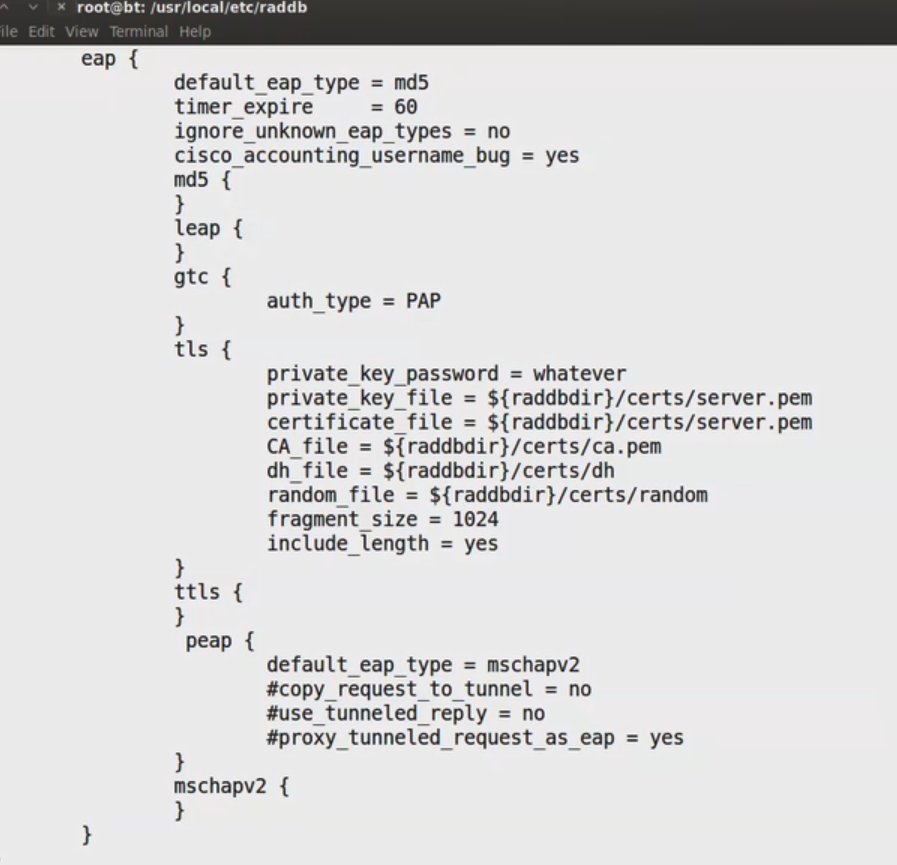 root@bt: /usr/local/etc/raddb
ile Edit View Terminal Help
eap {
default_eap_type = md5
timer_expire = 60
ignore_unknown_eap_types = no
cisco_accounting_username_bug = yes
md5 {
}
leap {
}
gtc {
auth_type = PAP
}
tls {
private_key_password = whatever
private_key_file = ${raddbdir}/certs/server.pem
certificate_file = ${raddbdir}/certs/server.pem
CA_file = ${raddbdir}/certs/ca.pem
dh_file = ${raddbdir}/certs/dh
random_file = ${raddbdir}/certs/random
fragment_size = 1024
include_length = yes
}
ttls {
}
peap {
default_eap_type = mschapv2
#copy_request_to_tunnel = no
#use_tunneled_reply = no
#proxy_tunneled_request_as_eap = yes
}
mschapv2 {
}
}